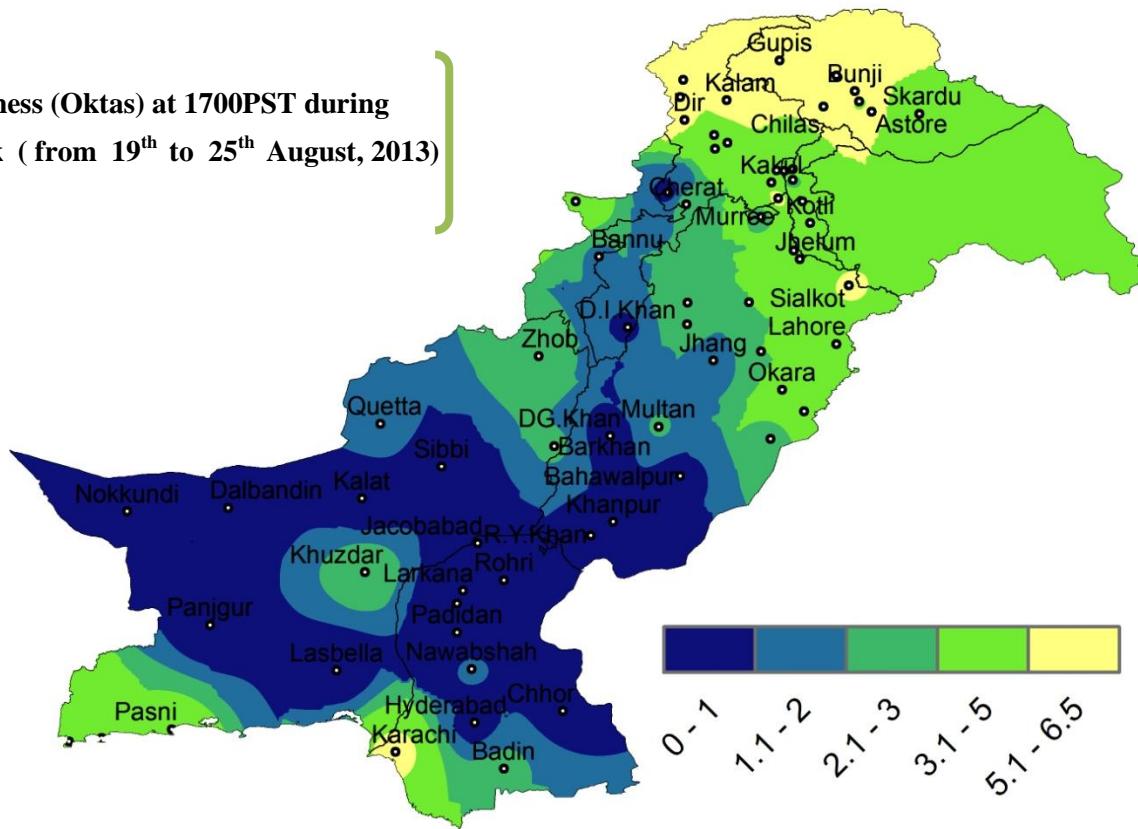 ness (Oktas) at 1700PST during
( from 19th to 25th August, 2013)
Gupis
Bunji
Kalam
Skardu
Dir
Astore
Chilas
Kakul
Cherat
Kotli
Murree
Jhelum
Bannu
Sialkot
D.I.Khan
Lahore
Zhob
Jhang
Okara
Quetta
DG.Khan
Multan
Barkhan
Sibbi
Bahawalpur
Nokkundi
Dalbandin
Kalat
Khanpur
Jacobabad
R.Y.Khan
Khuzdar
Rohri
Larkana
Panjgur
Padidan
Lasbella
Nawabshah
Chhor
Pasni
Hyderabad
Karachi
Badin
0 - 1
1.1 - 2
2.1 - 3
3.1 - 5
5.1 - 6.5